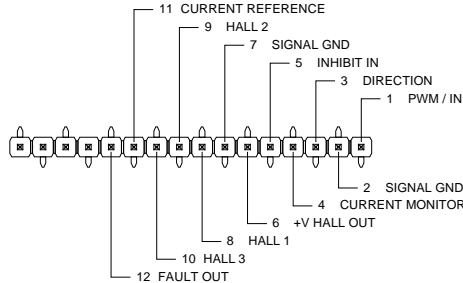 11 CURRENT REFERENCE
9 HALL 2
7 SIGNAL GND
5 INHIBIT IN
3 DIRECTION
1 PWM / IN
2 SIGNAL GND
4 CURRENT MONITOR
6 +V HALL OUT
8 HALL 1
10 HALL 3
12 FAULT OUT